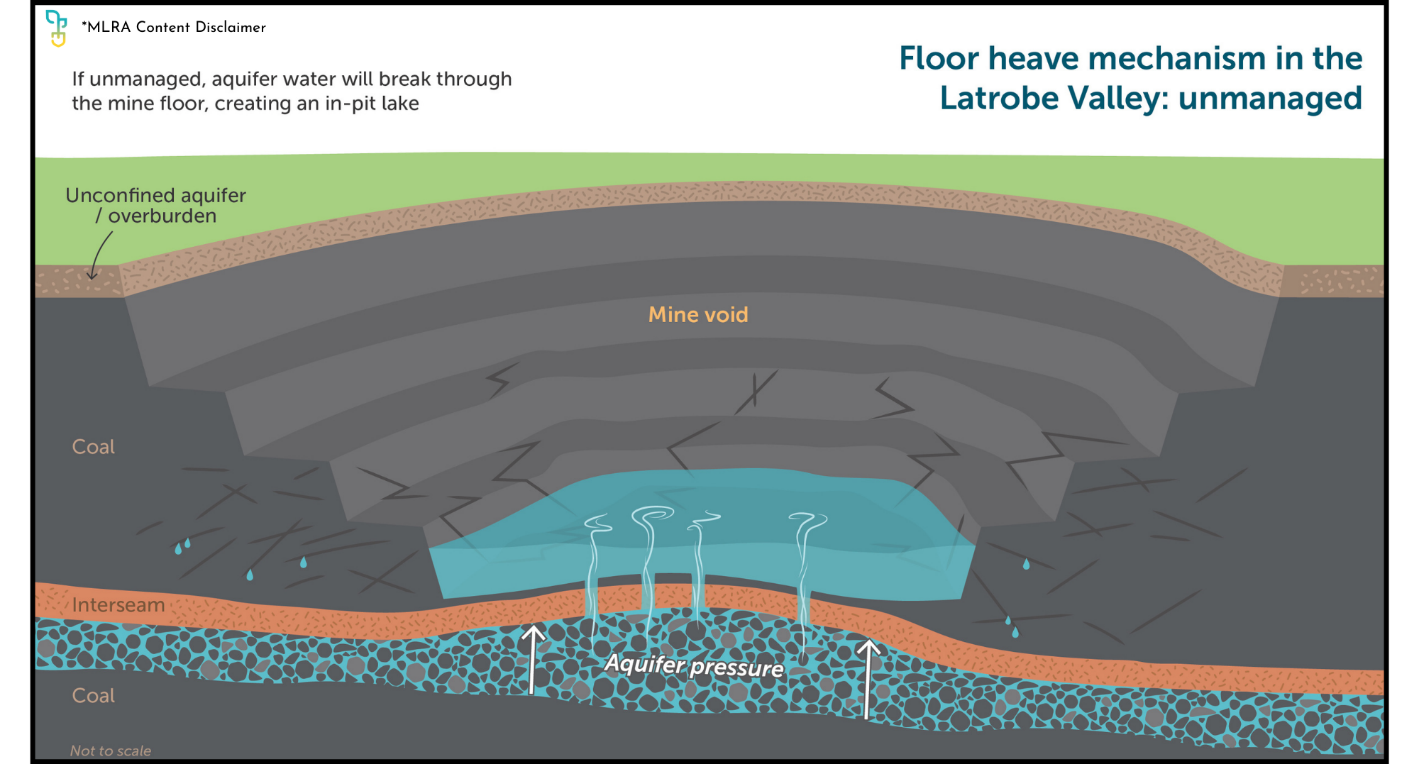 *MLRA Content Disclaimer
If unmanaged, aquifer water will break through
the mine floor, creating an in-pit lake
Floor heave mechanism in the
Latrobe Valley: unmanaged
Unconfined aquifer
/ overburden
Mine void
Coal
Interseam
Aquifer pressure
Coal
Not to scale